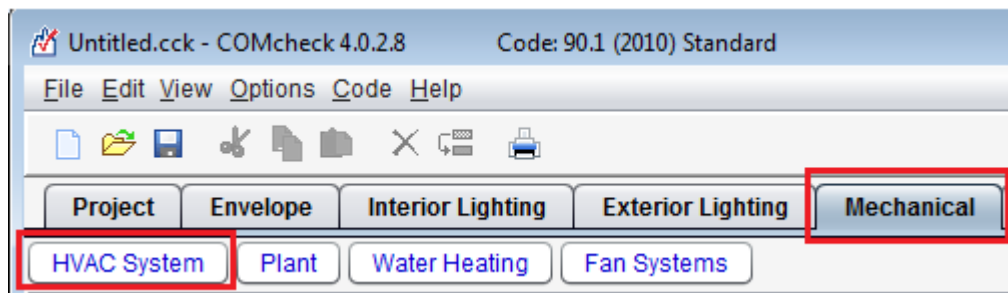 Untitled.cck - COMcheck 4.0.2.8 Code: 90.1 (2010) Standard
File Edit View Options Code Help
Project Envelope Interior Lighting Exterior Lighting Mechanical
HVAC System Plant Water Heating Fan Systems